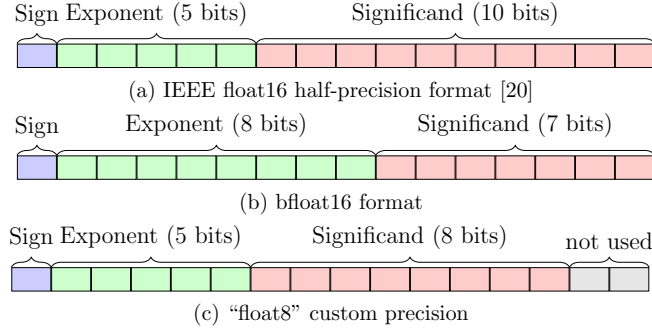 Sign Exponent (5 bits) Significand (10 bits)
(a) IEEE float16 half-precision format [20]
Sign Exponent (8 bits) Significand (7 bits)
(b) bfloat16 format
Sign Exponent (5 bits) Significand (8 bits) not used
(c) “float8” custom precision